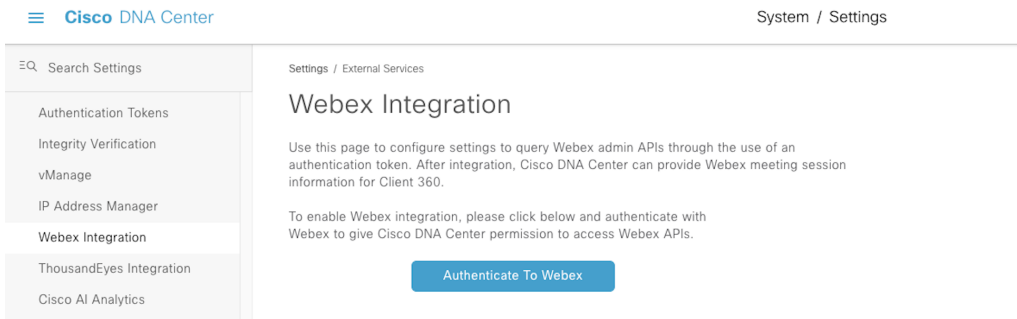 Cisco DNA Center
System / Settings
Search Settings
Authentication Tokens
Integrity Verification
vManage
IP Address Manager
Webex Integration
ThousandEyes Integration
Cisco AI Analytics
Settings / External Services
Webex Integration
Use this page to configure settings to query Webex admin APIs through the use of an
authentication token. After integration, Cisco DNA Center can provide Webex meeting session
information for Client 360.
To enable Webex integration, please click below and authenticate with
Webex to give Cisco DNA Center permission to access Webex APIs.
Authenticate To Webex